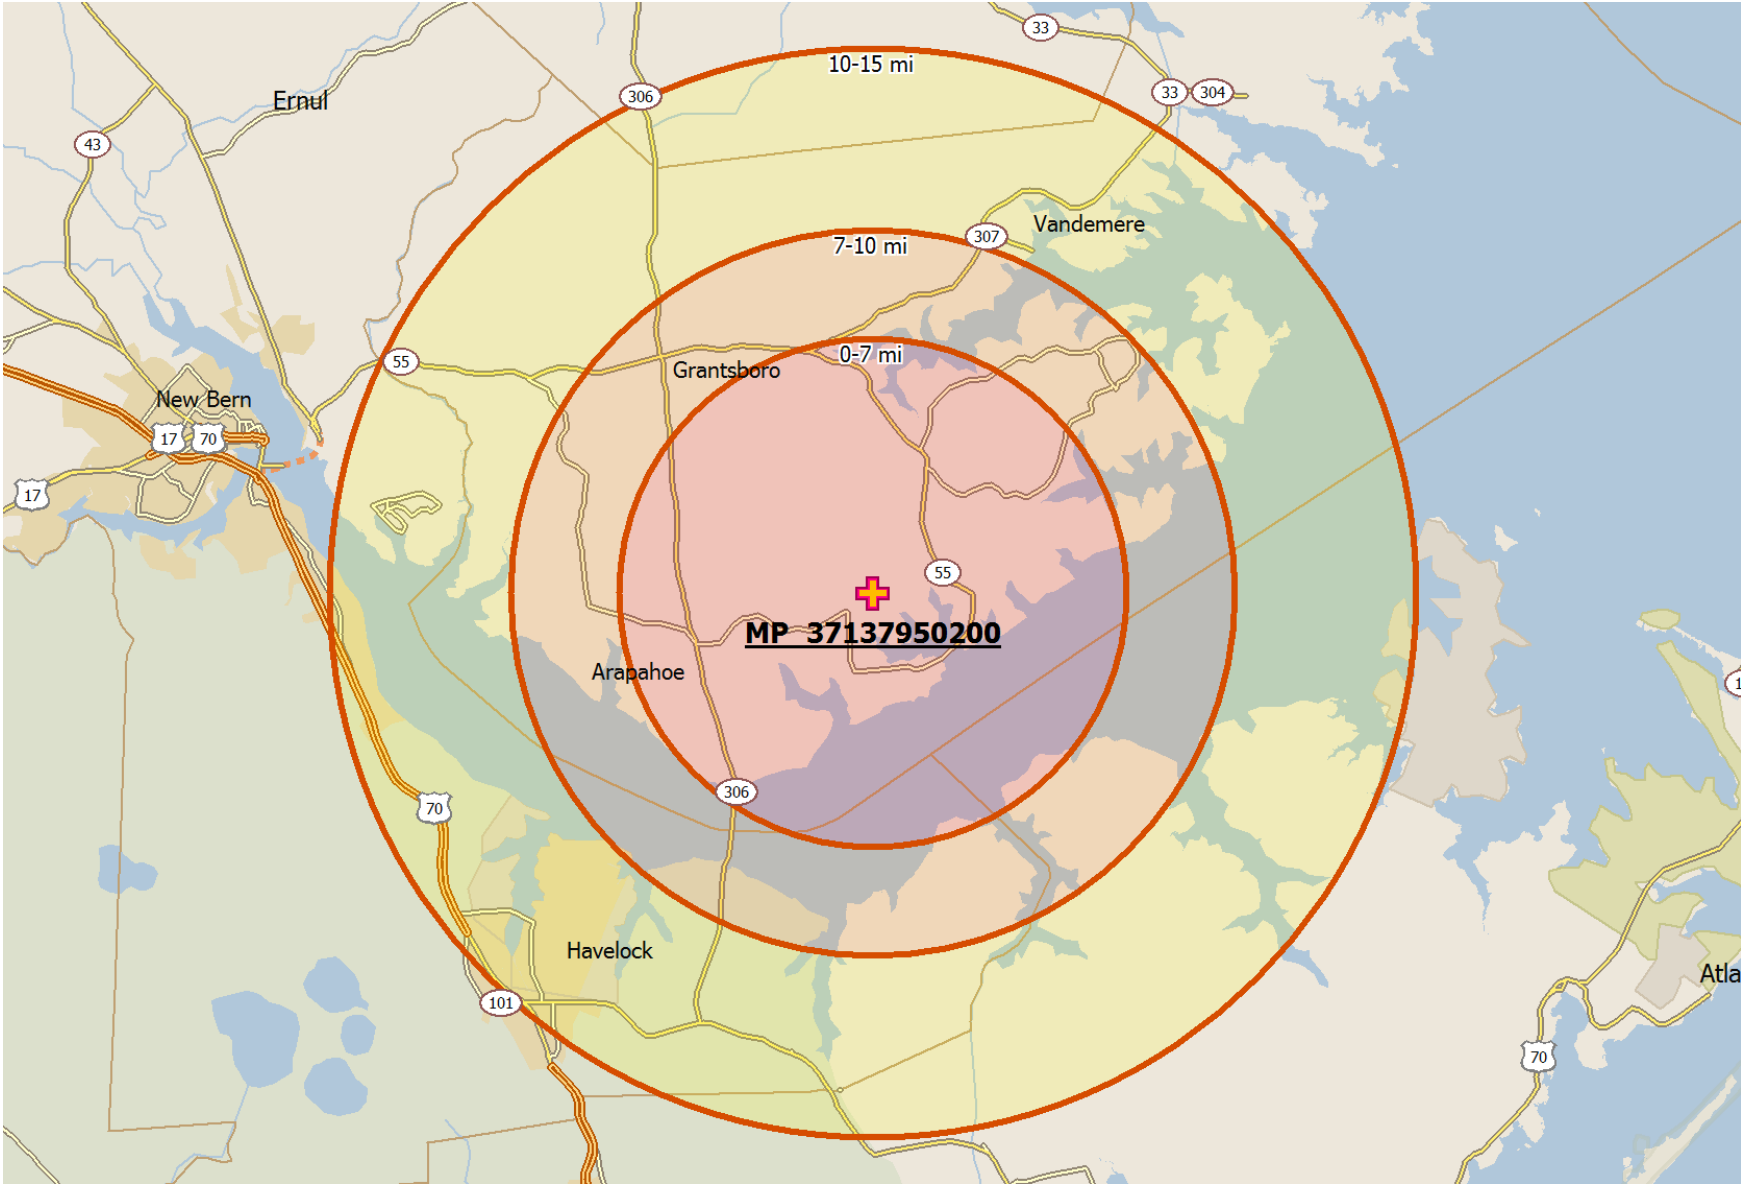 33
10-15 mi
306
33
304
Ernul
43
Vandemere
307
7-10 mi
0-7 mi
55
Grantsboro
New Bern
17
70
17
55
MP 37137950200
Arapahoe
306
70
Havelock
101
Atla
70
1